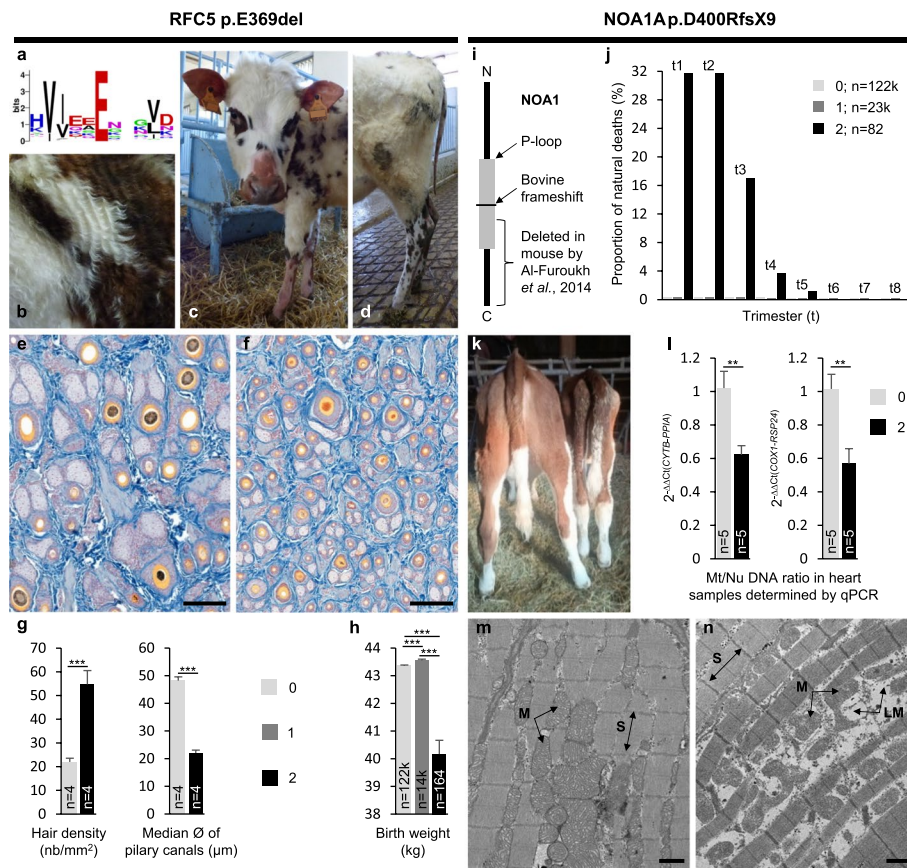 RFC5 p.E369del
NOA1A p.D400RfsX9
a
bits
4
3
2
1
0
b
c
d
e
f
g
70
60
50
40
30
20
10
0
***
n=4
n=4
Hair density
(nb/mm²)
60
50
40
30
20
10
0
***
n=4
n=4
Median Ø of
pilary canals (µm)
0
1
2
h
44
43
42
41
40
39
38
***
*** ***
n=122k
n=14k
n=164
Birth weight
(kg)
i
N
NOA1
P-loop
Bovine
frameshift
Deleted in
mouse by
Al-Furoukh
et al., 2014
C
j
Proportion of natural deaths (%)
32
28
24
20
16
12
8
4
0
t1
t2
t3
t4
t5
t6
t7
t8
Trimester (t)
0; n=122k
1; n=23k
2; n=82
k
l
2-ΔΔCt(CYTB-PPIA)
1.2
1
0.8
0.6
0.4
0.2
0
**
n=5
n=5
2-ΔΔCt(COX1-RSP24)
1.2
1
0.8
0.6
0.4
0.2
0
**
n=5
n=5
0
2
Mt/Nu DNA ratio in heart
samples determined by qPCR
m
M
S
n
S
M
LM